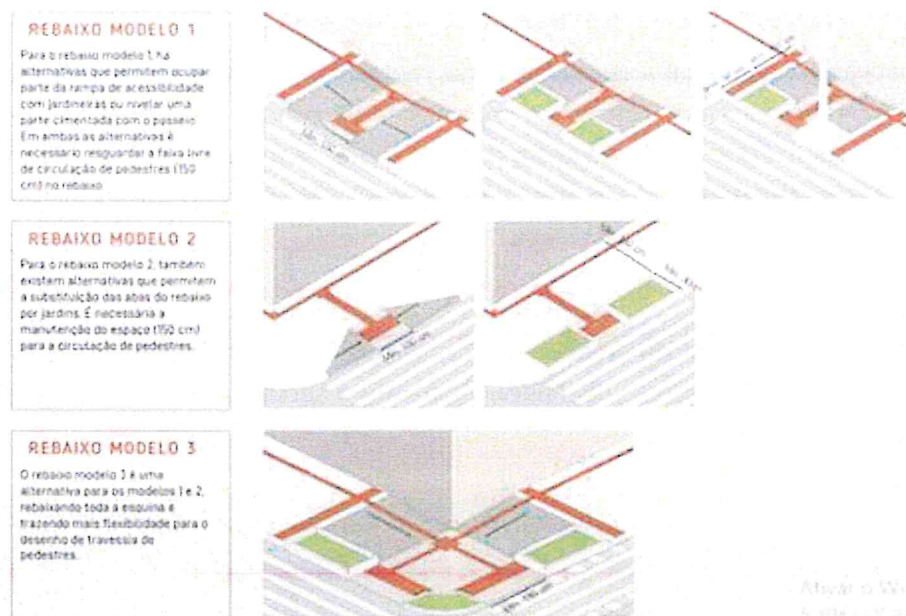 REBAIXO MODELO 1
Para o rebaixo modelo 1, há
alternativas que permitem ocupar
parte da rampa de acessibilidade
com jardineiras ou nivelar uma
parte cimentada com o passeio.
Em ambas as alternativas é
necessário resguardar a faixa livre
de circulação de pedestres (150
cm) no rebaixo
REBAIXO MODELO 2
Para o rebaixo modelo 2, também
existem alternativas que permitem
a substituição das abas do rebaixo
por jardins. É necessária a
manutenção do espaço (150 cm)
para a circulação de pedestres.
REBAIXO MODELO 3
O rebaixo modelo 3 é uma
alternativa para os modelos 1 e 2,
rebaixando toda a esquina e
trazendo mais flexibilidade para o
desenho de travessia de
pedestres.
Ativar o